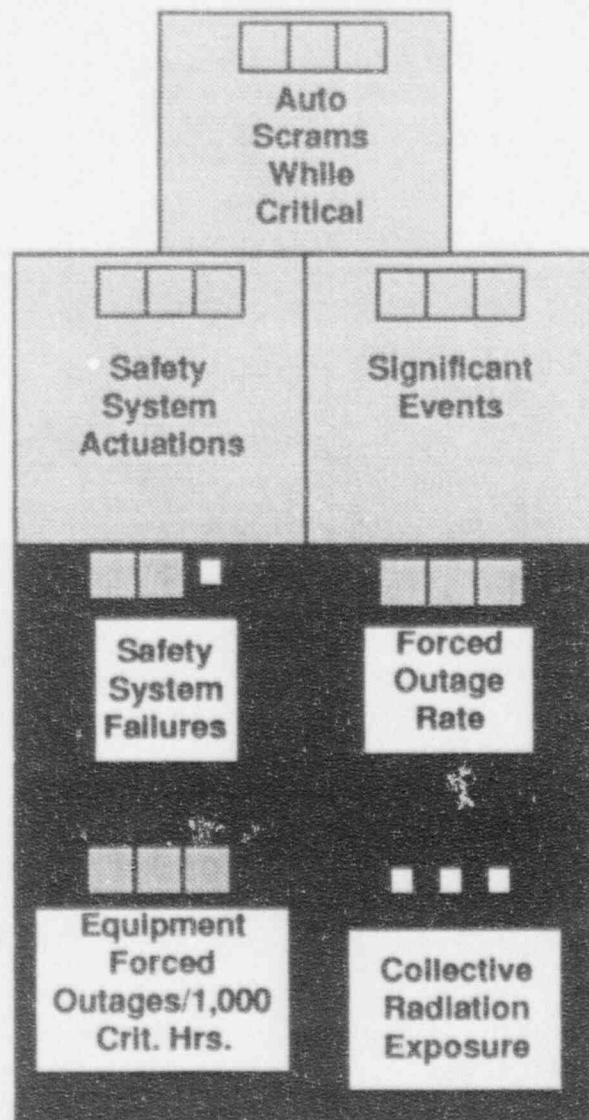 Auto
Scrams
While
Critical
Safety
System
Actuations
Significant
Events
Safety
System
Failures
Forced
Outage
Rate
Equipment
Forced
Outages/1,000
Crit. Hrs.
Collective
Radiation
Exposure